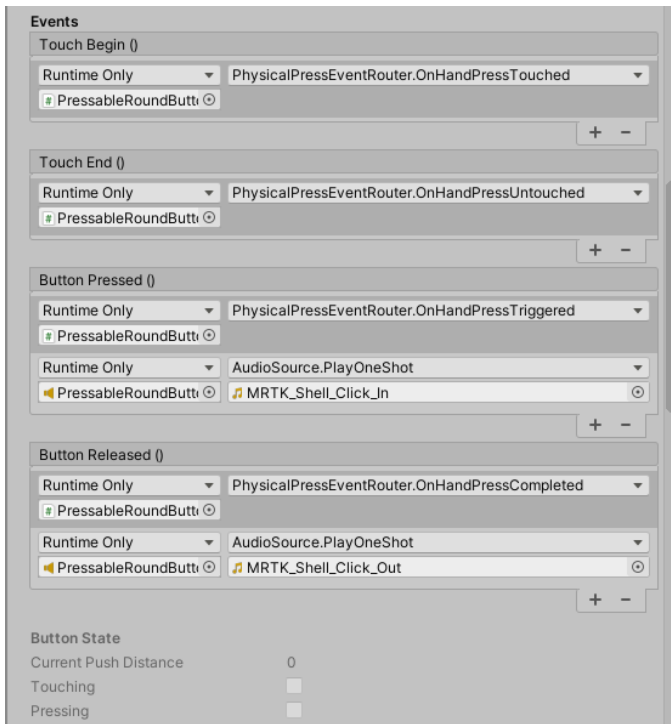 Events
Touch Begin ()
Runtime Only PhysicalPressEventRouter.OnHandPressTouched
# PressableRoundButt
+ −
Touch End ()
Runtime Only PhysicalPressEventRouter.OnHandPressUntouched
# PressableRoundButt
+ −
Button Pressed ()
Runtime Only PhysicalPressEventRouter.OnHandPressTriggered
# PressableRoundButt
Runtime Only AudioSource.PlayOneShot
PressableRoundButt MRTK_Shell_Click_In
+ −
Button Released ()
Runtime Only PhysicalPressEventRouter.OnHandPressCompleted
# PressableRoundButt
Runtime Only AudioSource.PlayOneShot
PressableRoundButt MRTK_Shell_Click_Out
+ −
Button State
Current Push Distance 0
Touching
Pressing